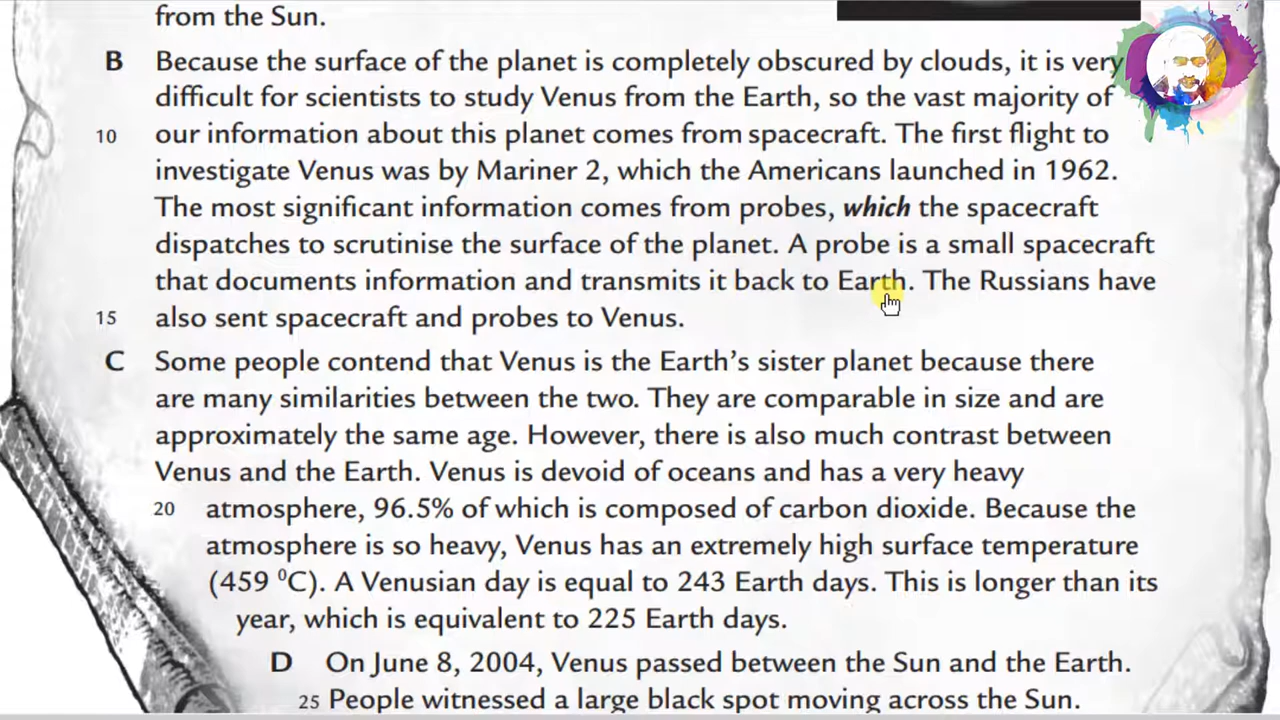 from the Sun.
B Because the surface of the planet is completely obscured by clouds, it is very
difficult for scientists to study Venus from the Earth, so the vast majority of
10 our information about this planet comes from spacecraft. The first flight to
investigate Venus was by Mariner 2, which the Americans launched in 1962.
The most significant information comes from probes, which the spacecraft
dispatches to scrutinise the surface of the planet. A probe is a small spacecraft
that documents information and transmits it back to Earth. The Russians have
15 also sent spacecraft and probes to Venus.
C Some people contend that Venus is the Earth's sister planet because there
are many similarities between the two. They are comparable in size and are
approximately the same age. However, there is also much contrast between
Venus and the Earth. Venus is devoid of oceans and has a very heavy
20 atmosphere, 96.5% of which is composed of carbon dioxide. Because the
atmosphere is so heavy, Venus has an extremely high surface temperature
(459 ⁰C). A Venusian day is equal to 243 Earth days. This is longer than its
year, which is equivalent to 225 Earth days.
D On June 8, 2004, Venus passed between the Sun and the Earth.
25 People witnessed a large black spot moving across the Sun.